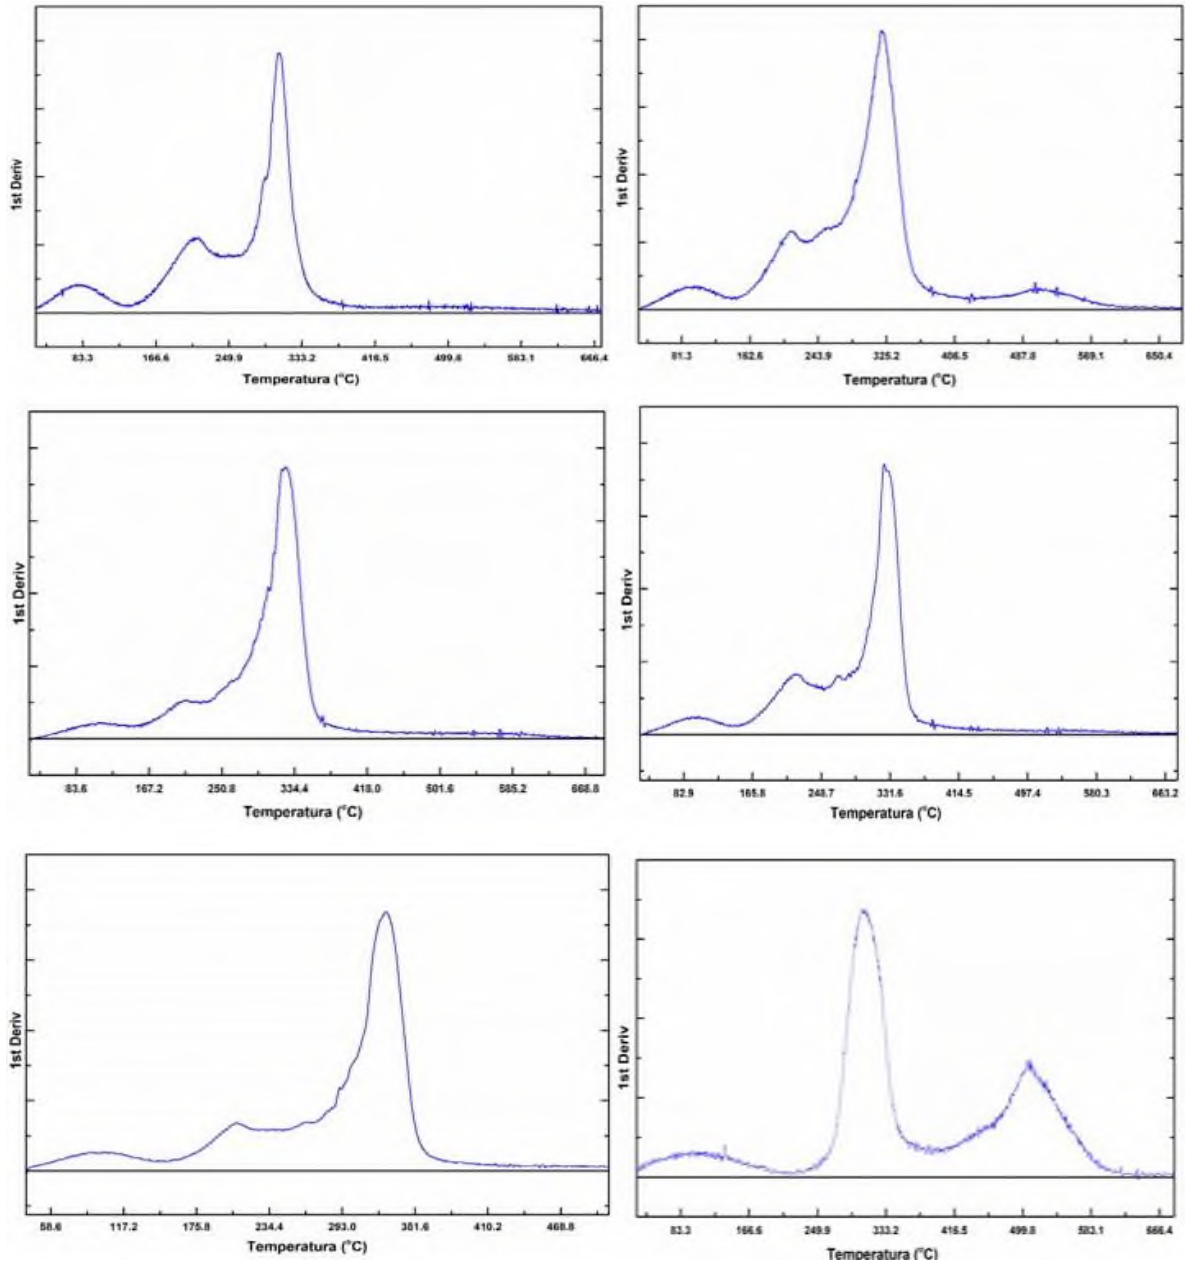 1st Deriv
83.3 166.6 249.9 333.2 416.5 499.8 583.1 666.4
Temperatura (°C)
1st Deriv
81.3 162.6 243.9 325.2 406.5 487.8 569.1 650.4
Temperatura (°C)
1st Deriv
83.6 167.2 250.8 334.4 418.0 501.6 585.2 668.8
Temperatura (°C)
1st Deriv
82.9 165.8 248.7 331.6 414.5 497.4 580.3 663.2
Temperatura (°C)
1st Deriv
58.6 117.2 175.8 234.4 293.0 351.6 410.2 468.8
Temperatura (°C)
1st Deriv
83.3 166.6 249.9 333.2 416.5 499.8 583.1 666.4
Temperatura (°C)